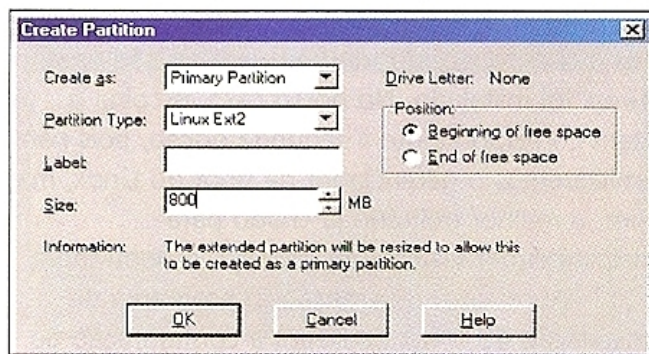 Create Partition
Create as: Primary Partition
Drive Letter: None
Partition Type: Linux Ext2
Position:
Beginning of free space
End of free space
Label:
Size: 800 MB
Information: The extended partition will be resized to allow this
to be created as a primary partition.
OK Cancel Help